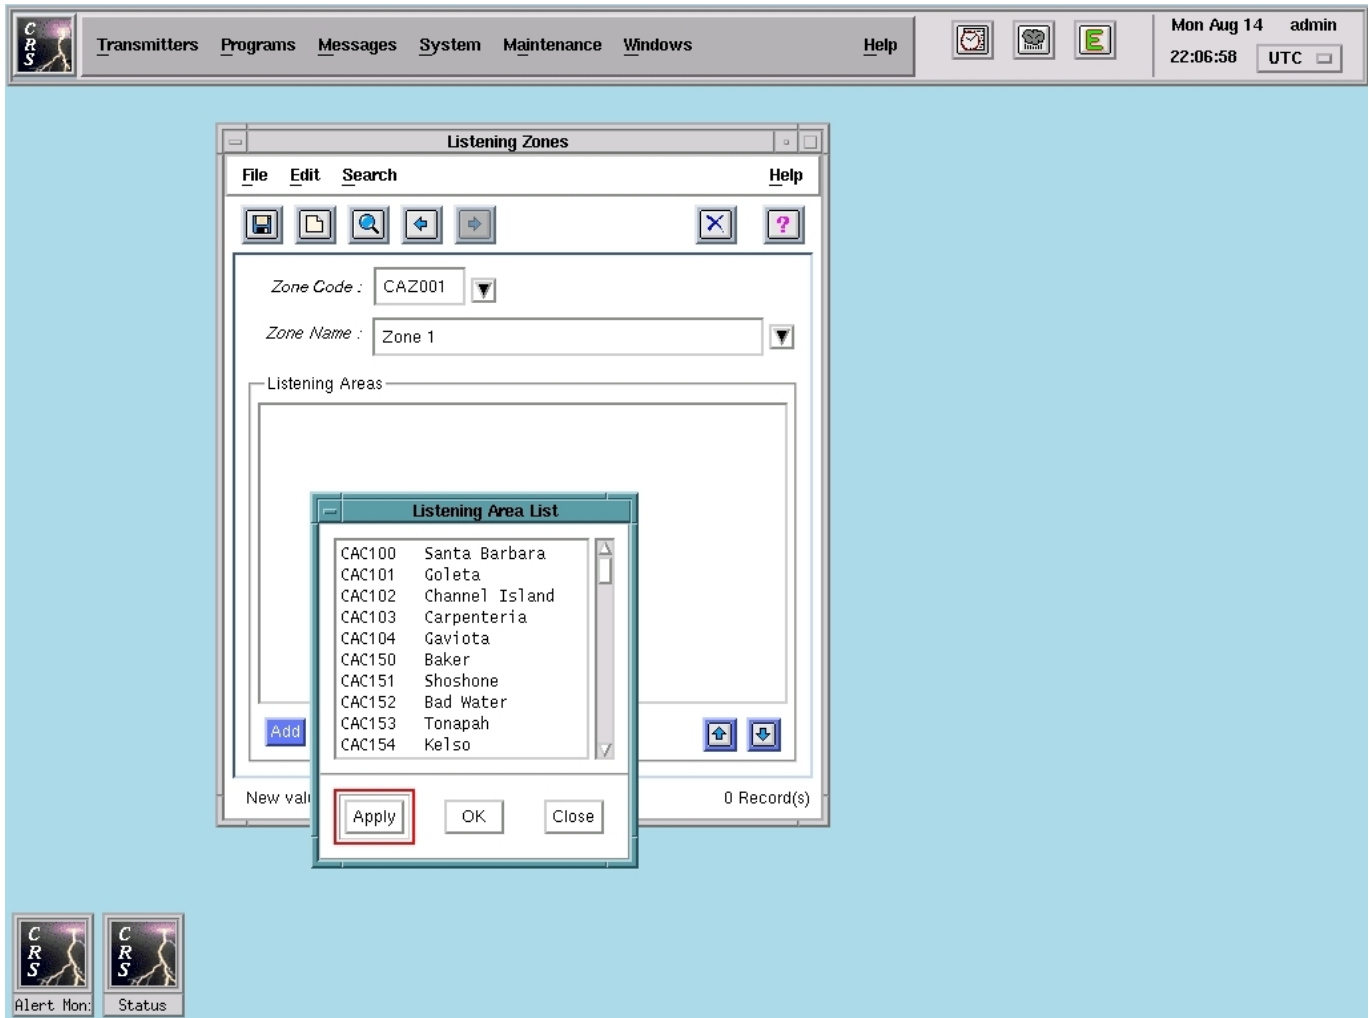 CRS Transmitters Programs Messages System Maintenance Windows Help E Mon Aug 14 admin
22:06:58 UTC
Listening Zones
File Edit Search Help
?
Zone Code : CAZ001
Zone Name : Zone 1
Listening Areas
Listening Area List
CAC100 Santa Barbara
CAC101 Goleta
CAC102 Channel Island
CAC103 Carpenteria
CAC104 Gaviota
CAC150 Baker
CAC151 Shoshone
CAC152 Bad Water
CAC153 Tonapah
CAC154 Kelso
Add
New val 0 Record(s)
Apply OK Close
CRS CRS
Alert Mon: Status